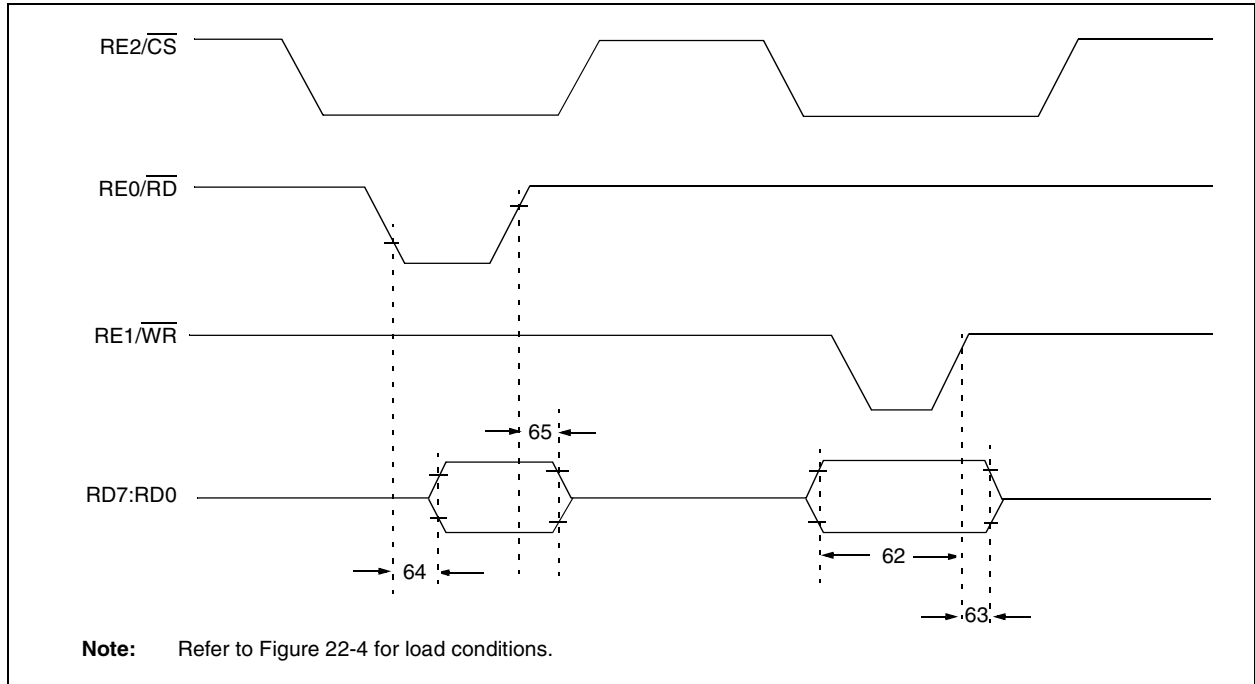 RE2/CS
RE0/RD
RE1/WR
65
RD7:RD0
62
64
63
Note: Refer to Figure 22-4 for load conditions.